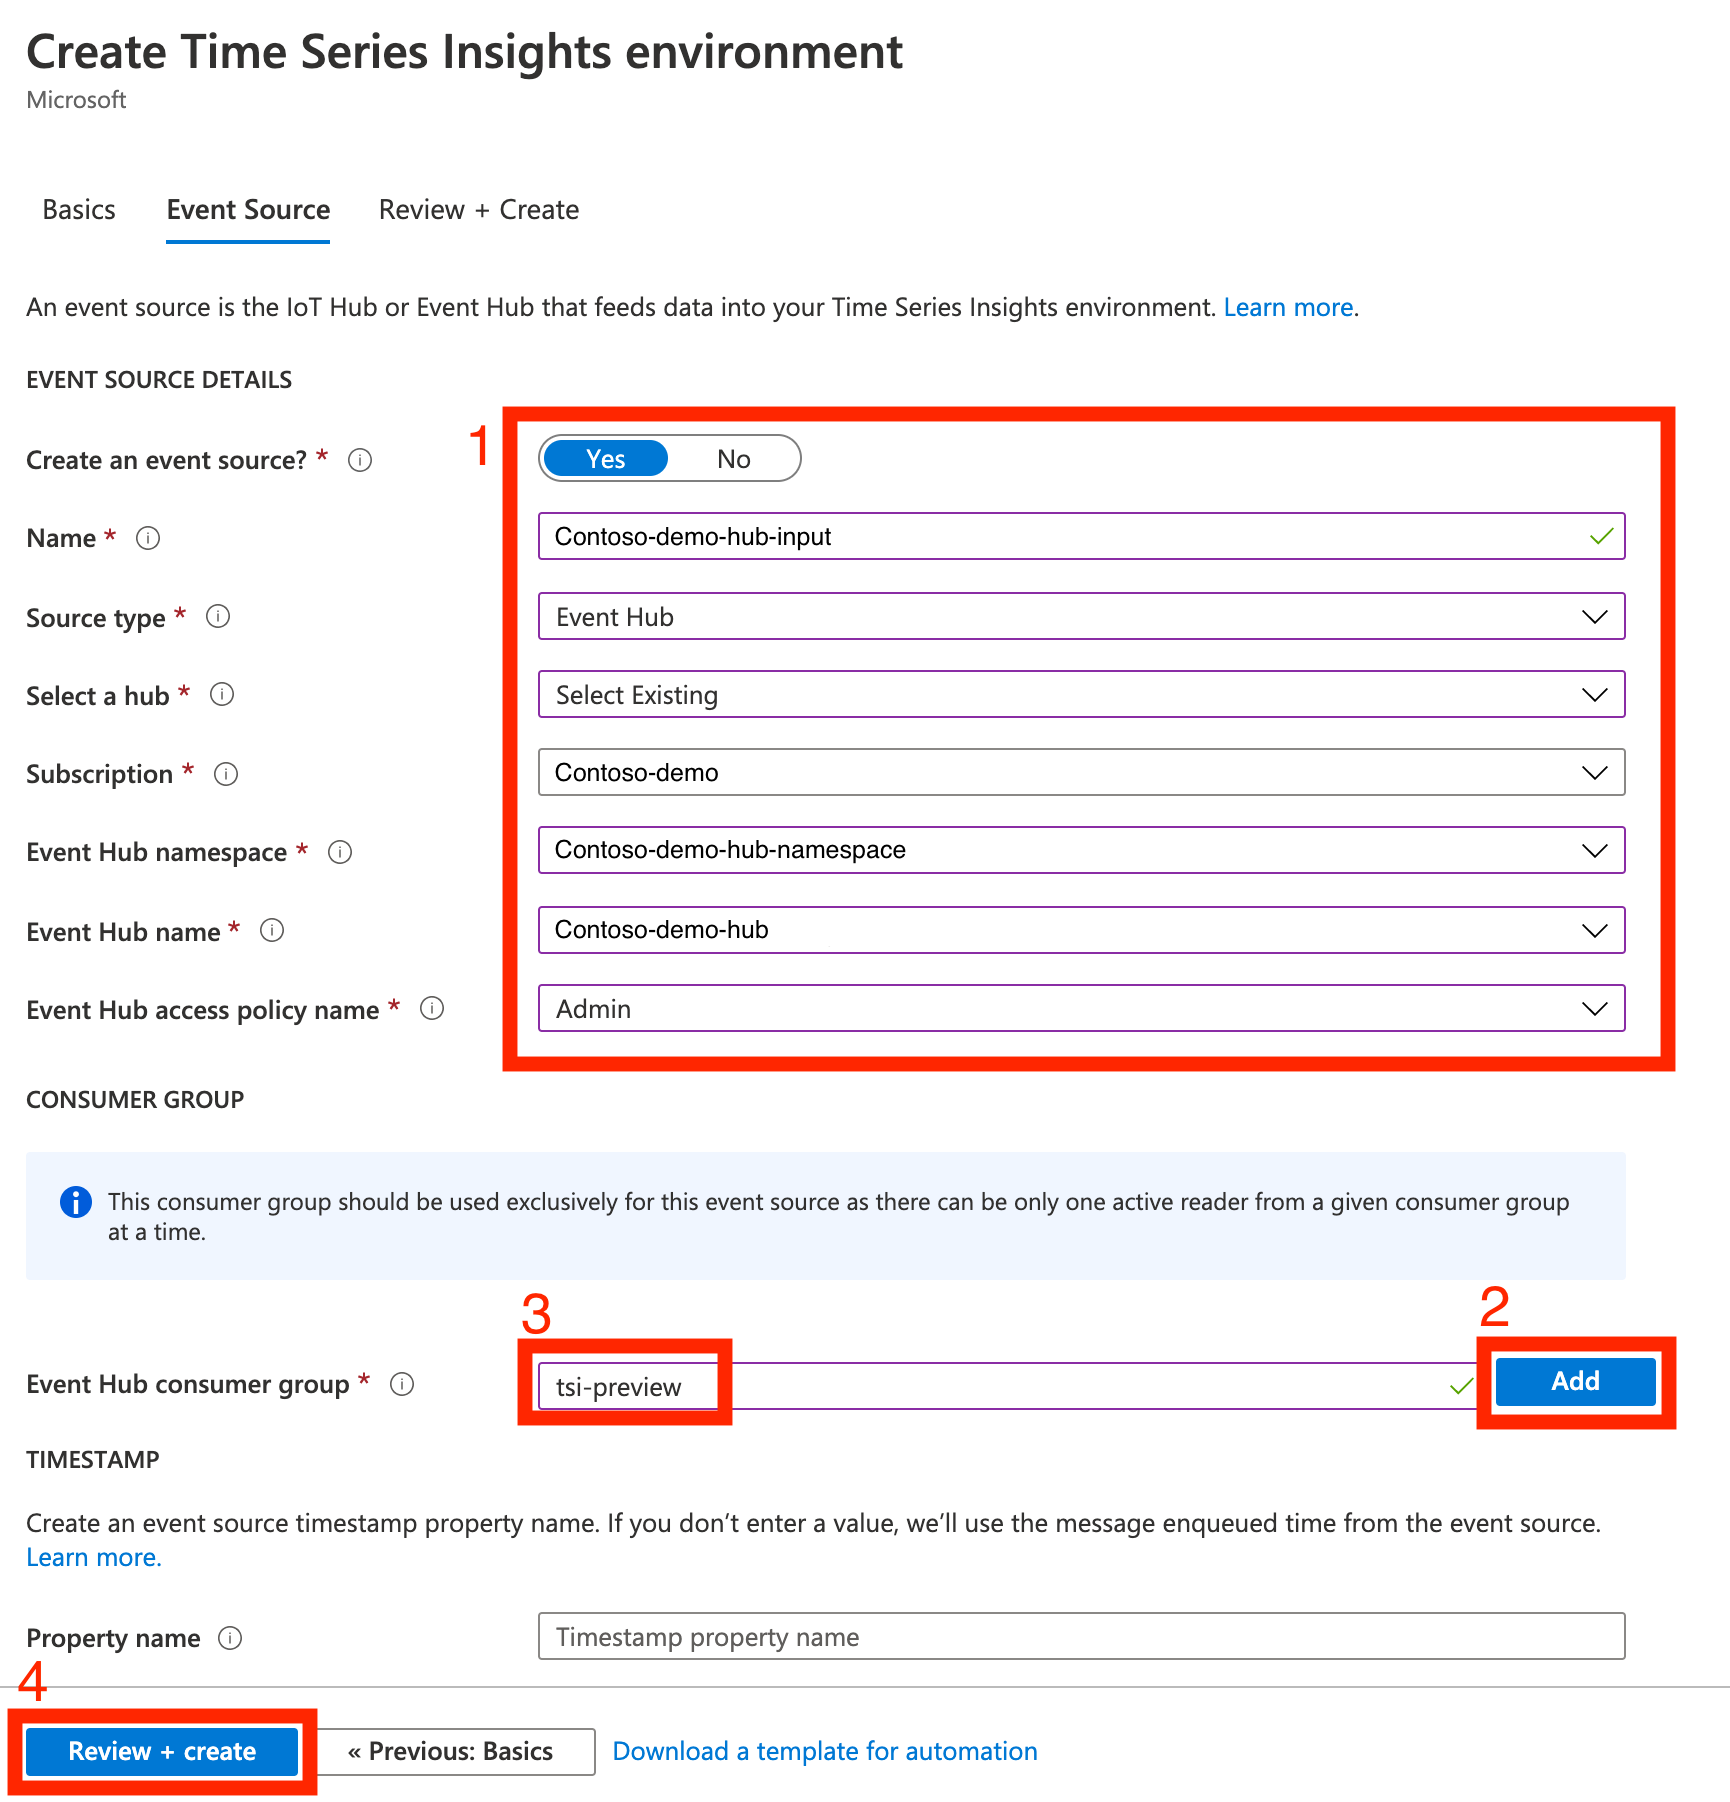 Create Time Series Insights environment
Microsoft
Basics Event Source Review + Create
An event source is the IoT Hub or Event Hub that feeds data into your Time Series Insights environment. Learn more.
EVENT SOURCE DETAILS
1
Create an event source? * Yes No
Name * Contoso-demo-hub-input
Source type * Event Hub
Select a hub * Select Existing
Subscription * Contoso-demo
Event Hub namespace * Contoso-demo-hub-namespace
Event Hub name * Contoso-demo-hub
Event Hub access policy name * Admin
CONSUMER GROUP
This consumer group should be used exclusively for this event source as there can be only one active reader from a given consumer group
at a time.
3 2
Event Hub consumer group * tsi-preview Add
TIMESTAMP
Create an event source timestamp property name. If you don’t enter a value, we’ll use the message enqueued time from the event source.
Learn more.
Property name Timestamp property name
4
Review + create « Previous: Basics Download a template for automation